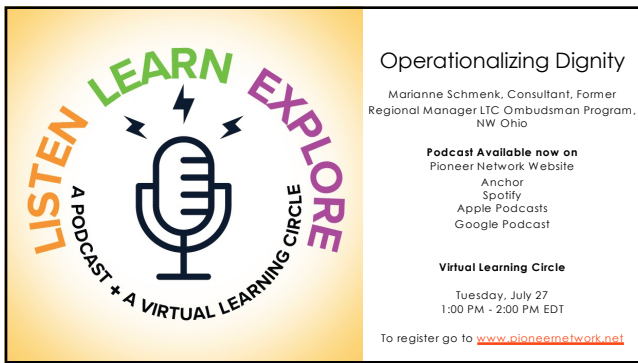 LISTEN LEARN EXPLORE
A PODCAST + A VIRTUAL LEARNING CIRCLE
Operationalizing Dignity
Marianne Schmenk, Consultant, Former
Regional Manager LTC Ombudsman Program,
NW Ohio
Podcast Available now on
Pioneer Network Website
Anchor
Spotify
Apple Podcasts
Google Podcast
Virtual Learning Circle
Tuesday, July 27
1:00 PM - 2:00 PM EDT
To register go to www.pioneernetwork.net